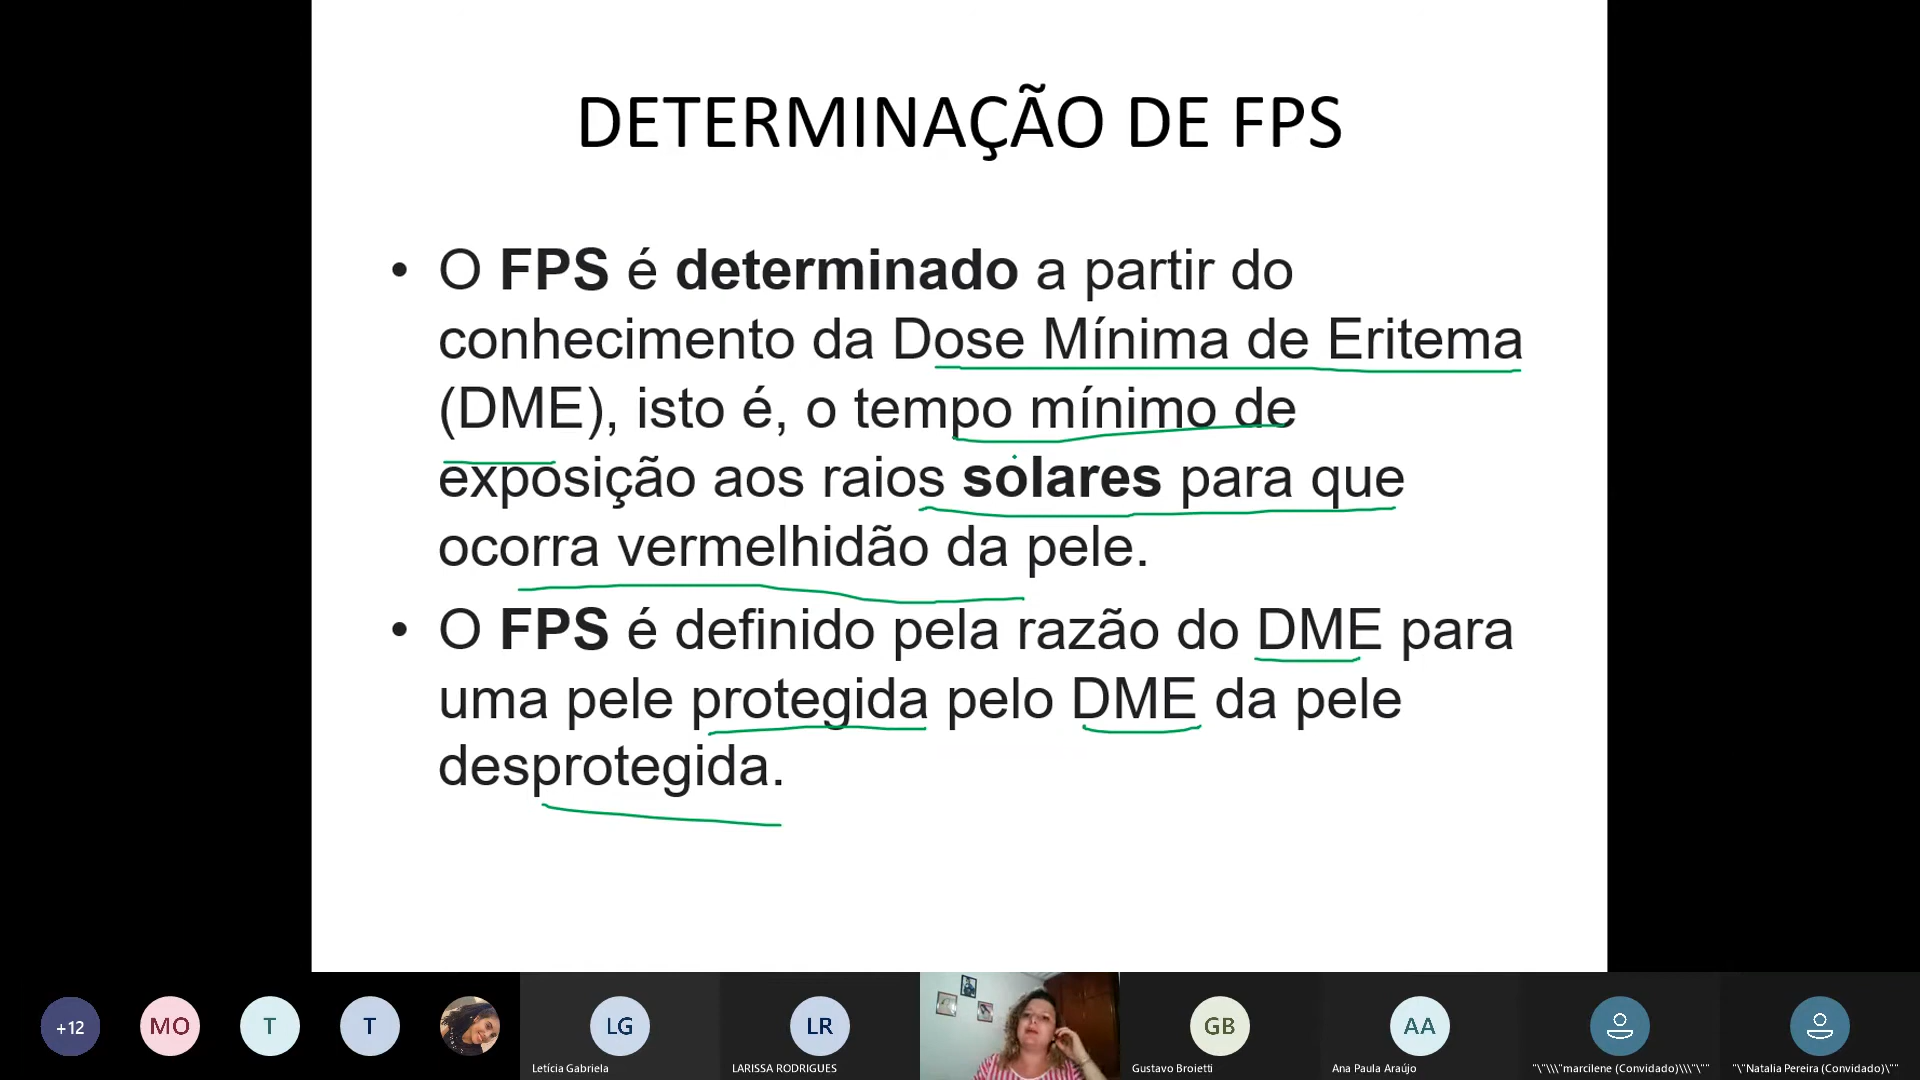 DETERMINAÇÃO DE FPS
• O FPS é determinado a partir do
conhecimento da Dose Mínima de Eritema
(DME), isto é, o tempo mínimo de
exposição aos raios solares para que
ocorra vermelhidão da pele.
• O FPS é definido pela razão do DME para
uma pele protegida pelo DME da pele
desprotegida.
+12
MO
T
T
LG
LR
GB
AA
Letícia Gabriela
LARISSA RODRIGUES
Gustavo Broietti
Ana Paula Araújo
"\"\\\"marcilene (Convidado)\\\"\""
"\"Natalia Pereira (Convidado)\""